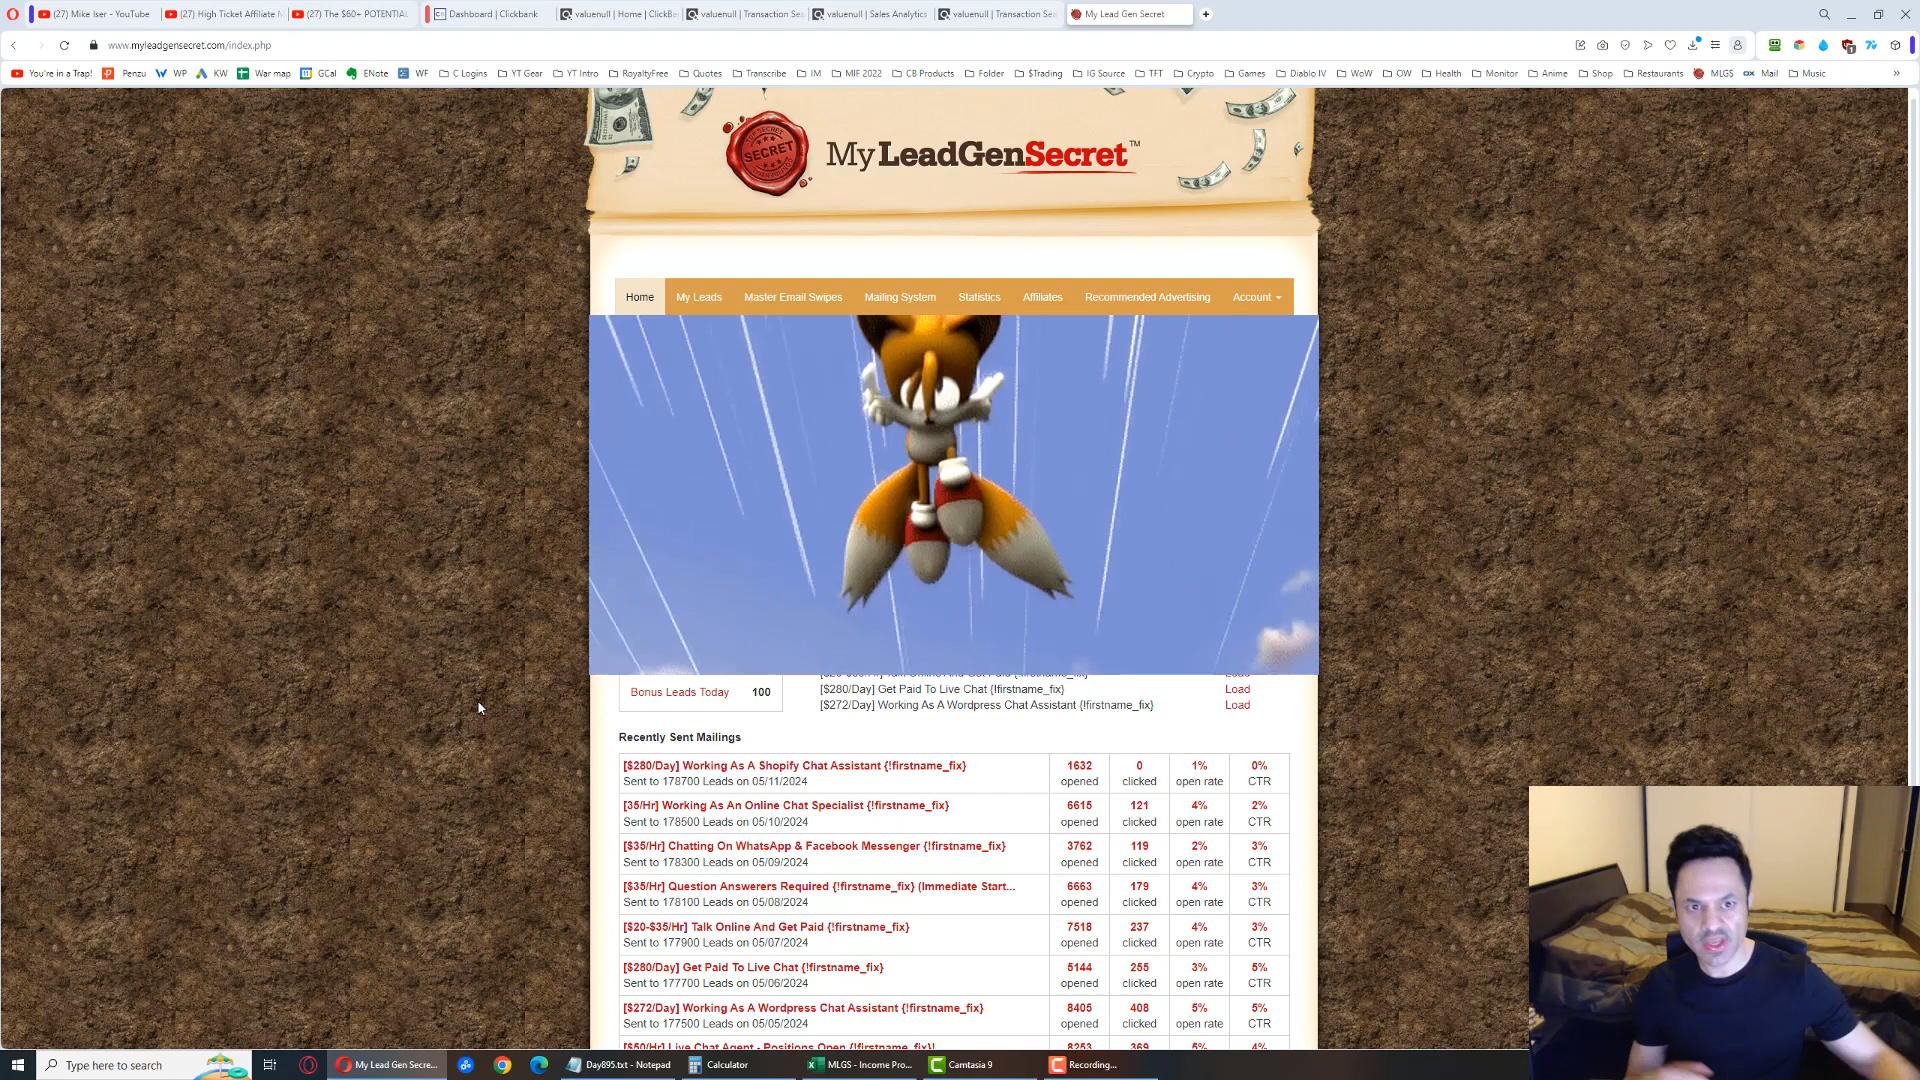 (27) Mike Iser - YouTube
(27) High Ticket Affiliate
(27) The $60+ POTENTIAL
Dashboard | Clickbank
valuenull | Home | ClickBa
valuenull | Transaction Se
valuenull | Sales Analytics
valuenull | Transaction Se
My Lead Gen Secret
www.myleadgensecret.com/index.php
You're in a Trap!
Penzu
WP
KW
War map
GCal
ENote
WF
C Logins
YT Gear
YT Intro
RoyaltyFree
Quotes
Transcribe
IM
MIF 2022
CB Products
Folder
$Trading
IG Source
TFT
Crypto
Games
Diablo IV
WoW
OW
Health
Monitor
Anime
Shop
Restaurants
MLGS
Mail
Music
SECRET
My LeadGenSecret™
Home
My Leads
Master Email Swipes
Mailing System
Statistics
Affiliates
Recommended Advertising
Account
Bonus Leads Today 100
[$280/Day] Get Paid To Live Chat {!firstname_fix} Load
[$272/Day] Working As A Wordpress Chat Assistant {!firstname_fix} Load
Recently Sent Mailings
[$280/Day] Working As A Shopify Chat Assistant {!firstname_fix} 1632 0 1% 0%
Sent to 178700 Leads on 05/11/2024 opened clicked open rate CTR
[35/Hr] Working As An Online Chat Specialist {!firstname_fix} 6615 121 4% 2%
Sent to 178500 Leads on 05/10/2024 opened clicked open rate CTR
[$35/Hr] Chatting On WhatsApp & Facebook Messenger {!firstname_fix} 3762 119 2% 3%
Sent to 178300 Leads on 05/09/2024 opened clicked open rate CTR
[$35/Hr] Question Answerers Required {!firstname_fix} (Immediate Start... 6663 179 4% 3%
Sent to 178100 Leads on 05/08/2024 opened clicked open rate CTR
[$20-$35/Hr] Talk Online And Get Paid {!firstname_fix} 7518 237 4% 3%
Sent to 177900 Leads on 05/07/2024 opened clicked open rate CTR
[$280/Day] Get Paid To Live Chat {!firstname_fix} 5144 255 3% 5%
Sent to 177700 Leads on 05/06/2024 opened clicked open rate CTR
[$272/Day] Working As A Wordpress Chat Assistant {!firstname_fix} 8405 408 5% 5%
Sent to 177500 Leads on 05/05/2024 opened clicked open rate CTR
[$50/Hr] Live Chat Agent - Positions Open {!firstname_fix}! 8253 369 5% 4%
Type here to search
My Lead Gen Secre...
Day895.txt - Notepad
Calculator
MLGS - Income Pro...
Camtasia 9
Recording...